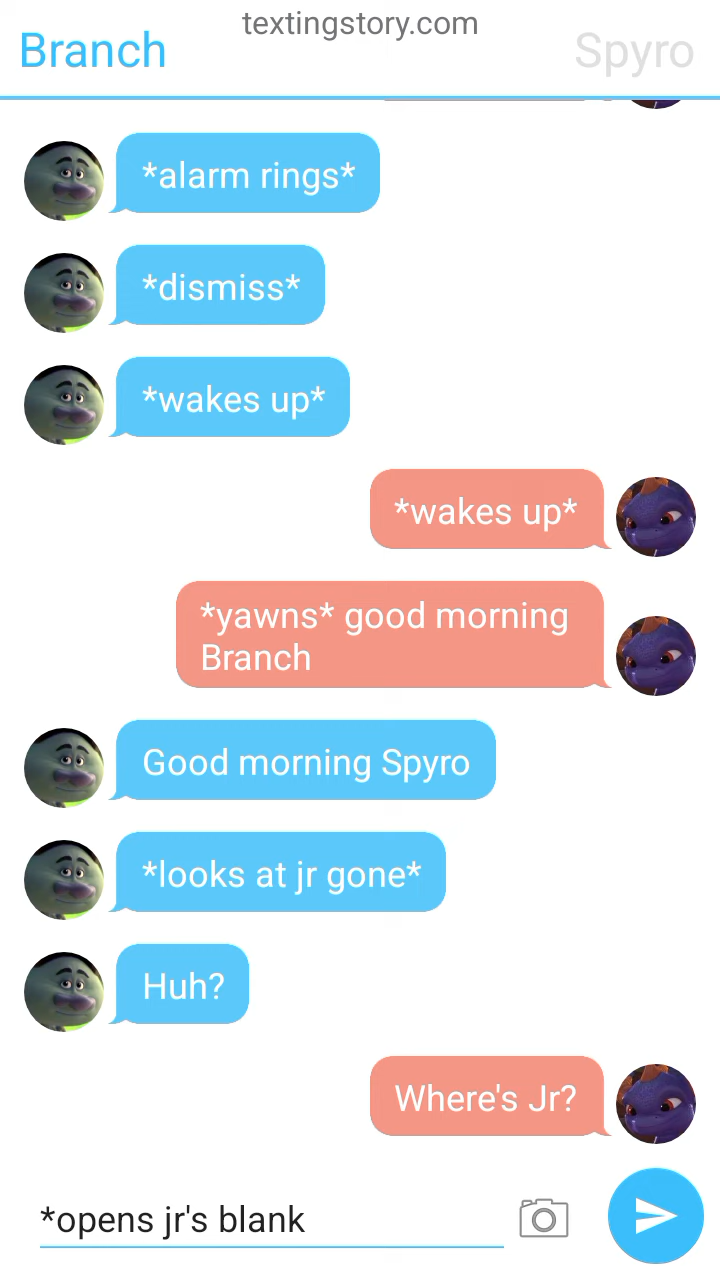 textingstory.com
Branch
Spyro
*alarm rings*
*dismiss*
*wakes up*
*wakes up*
*yawns* good morning
Branch
Good morning Spyro
*looks at jr gone*
Huh?
Where's Jr?
*opens jr's blank